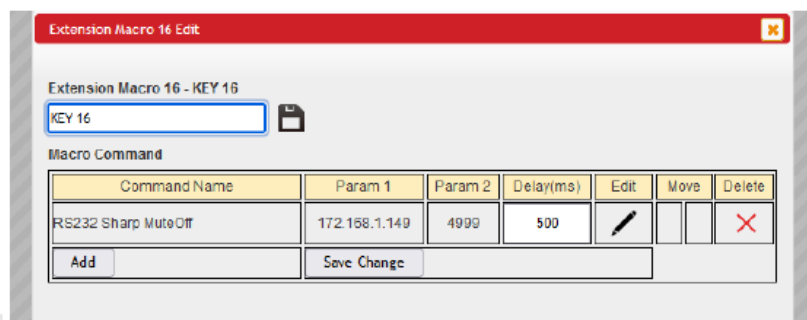 Extension Macro 16 Edit
Extension Macro 16 - KEY 16
KEY 16
Macro Command
Command Name Param 1 Param 2 Delay(ms) Edit Move Delete
RS232 Sharp MuteOff 172.168.1.149 4999 500
Add Save Change